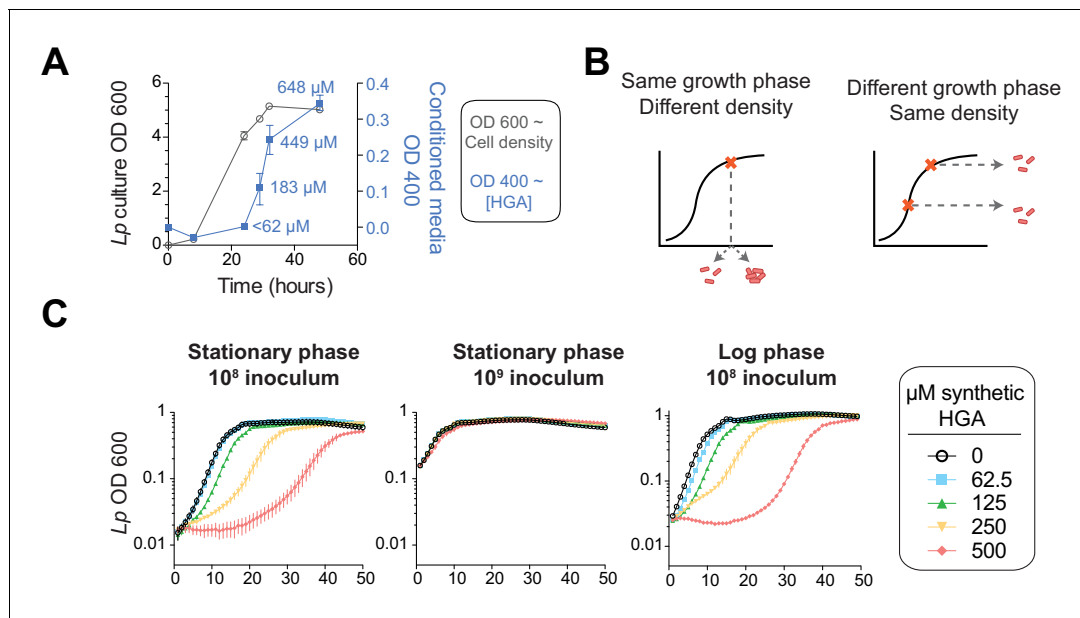 A
Lp culture OD 600
6
4
2
0
0
20
40
60
Time (hours)
648 µM
449 µM
183 µM
<62 µM
0.4
0.3
0.2
0.1
0.0
Conditioned media
OD 400
OD 600 ~
Cell density
OD 400 ~
[HGA]
B
Same growth phase
Different density
Different growth phase
Same density
C
Lp OD 600
Stationary phase
10⁸ inoculum
1
0.1
0.01
0 10 20 30 40 50
Stationary phase
10⁹ inoculum
1
0.1
0.01
0 10 20 30 40 50
Log phase
10⁸ inoculum
1
0.1
0.01
0 10 20 30 40 50
µM synthetic
HGA
0
62.5
125
250
500